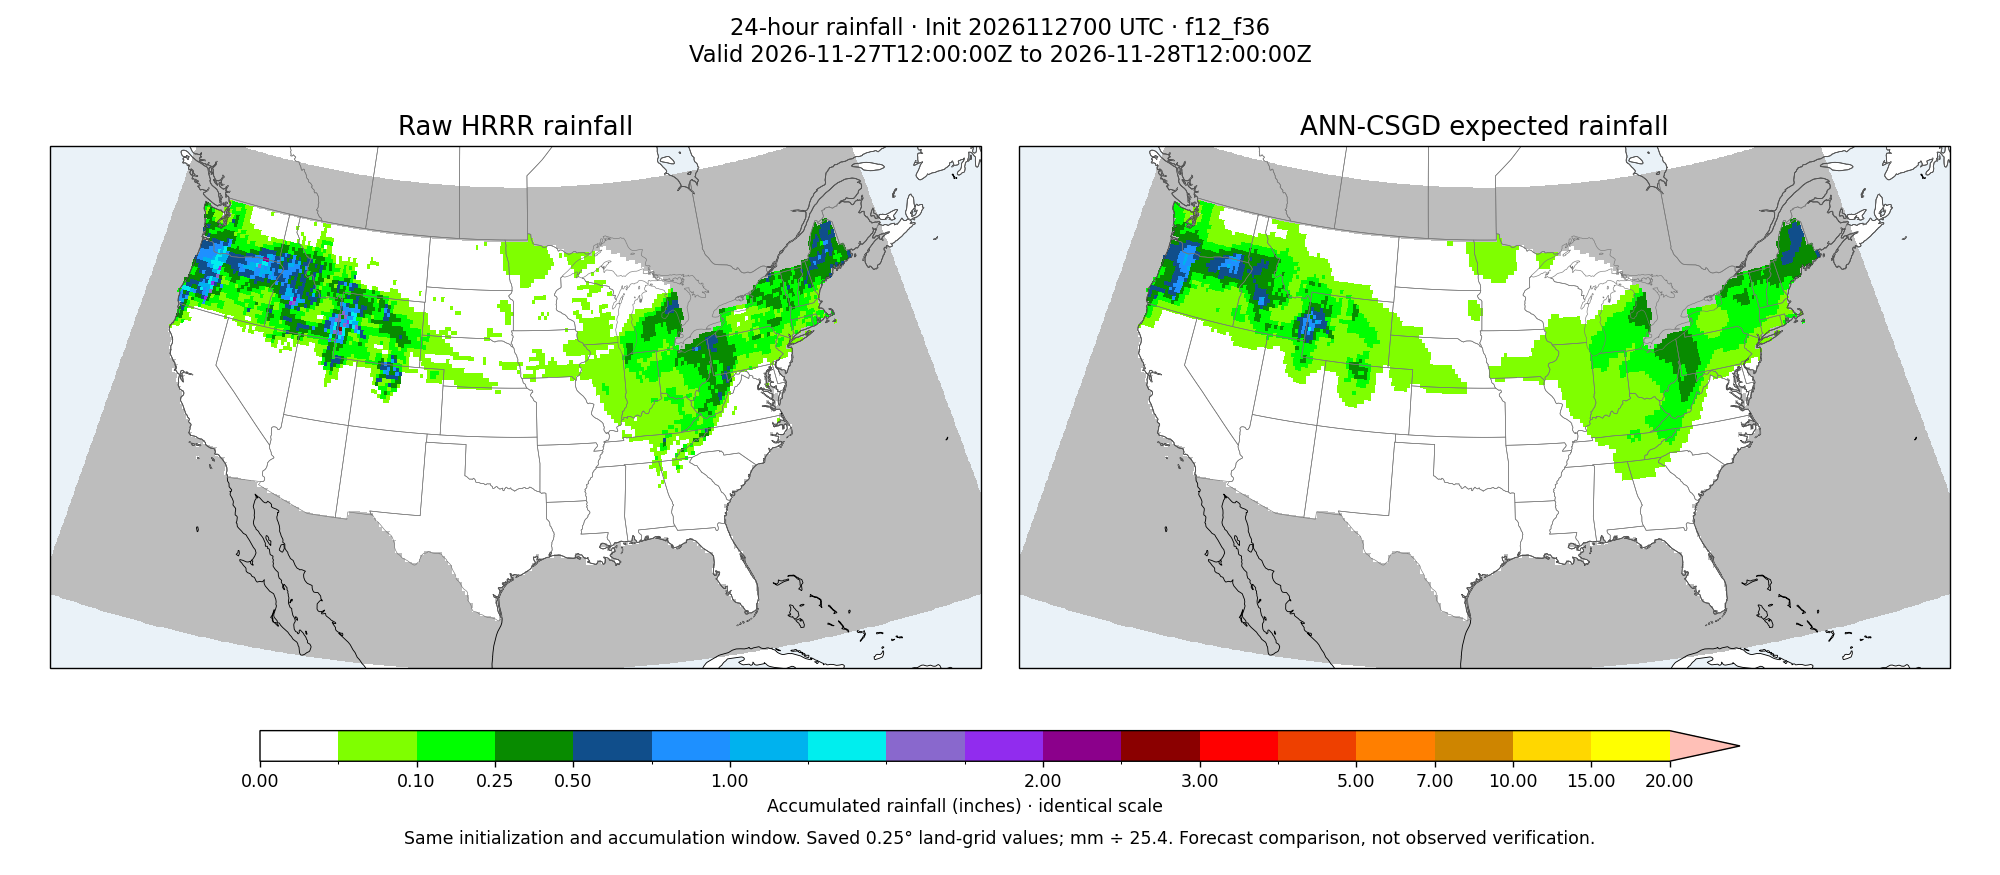 24-hour rainfall · Init 2026112700 UTC · f12_f36
Valid 2026-11-27T12:00:00Z to 2026-11-28T12:00:00Z
Raw HRRR rainfall
ANN-CSGD expected rainfall
0.00 0.10 0.25 0.50 1.00 2.00 3.00 5.00 7.00 10.00 15.00 20.00
Accumulated rainfall (inches) · identical scale
Same initialization and accumulation window. Saved 0.25° land-grid values; mm ÷ 25.4. Forecast comparison, not observed verification.